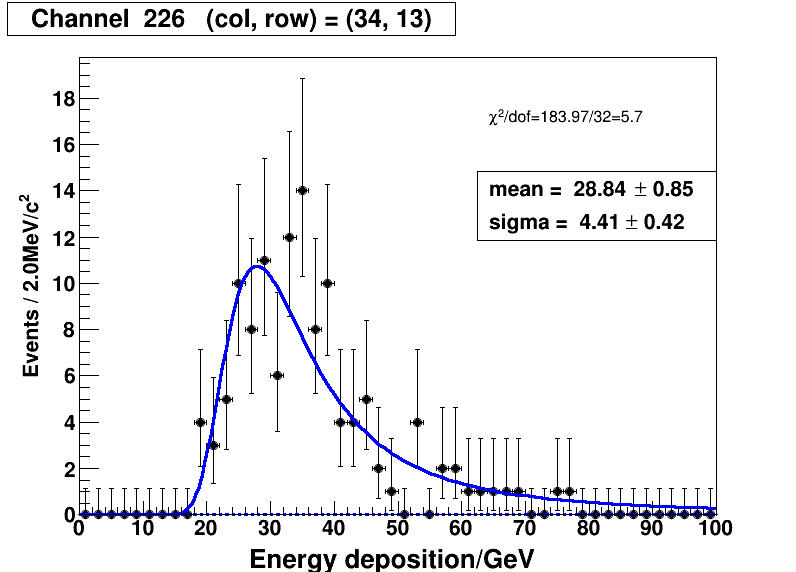 Channel  226   (col, row) = (34, 13)
χ²/dof=183.97/32=5.7
mean =  28.84 ± 0.85
sigma =  4.41 ± 0.42
Events / 2.0MeV/c²
18
16
14
12
10
8
6
4
2
0
0 10 20 30 40 50 60 70 80 90 100
Energy deposition/GeV